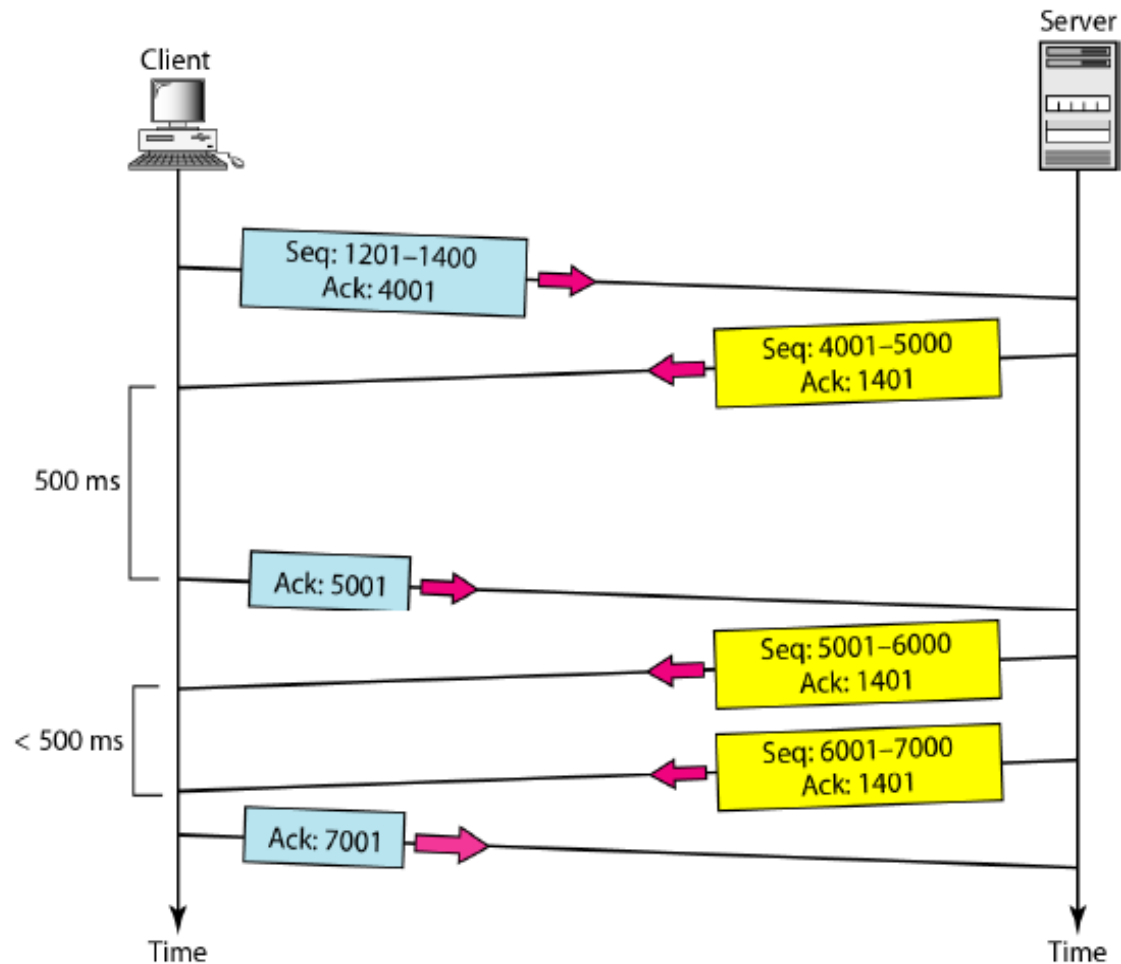 Server
Client
Seq: 1201–1400
Ack: 4001
Seq: 4001–5000
Ack: 1401
500 ms
Ack: 5001
Seq: 5001–6000
Ack: 1401
< 500 ms
Seq: 6001–7000
Ack: 1401
Ack: 7001
Time
Time